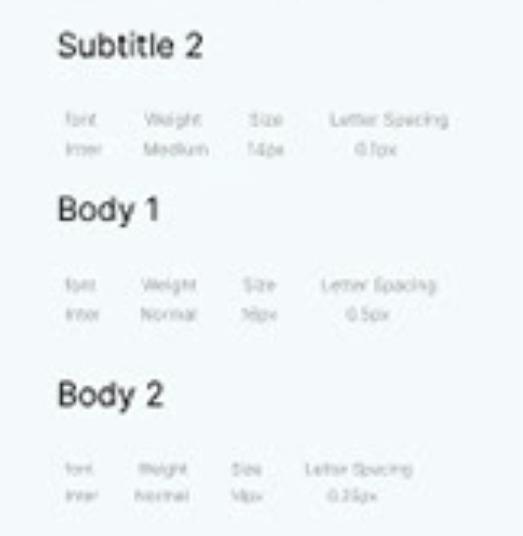 Subtitle 2
font Weight Size Letter Spacing
Inter Medium 14px 0.1px
Body 1
font Weight Size Letter Spacing
Inter Normal 16px 0.5px
Body 2
font Weight Size Letter Spacing
Inter Normal 14px 0.25px